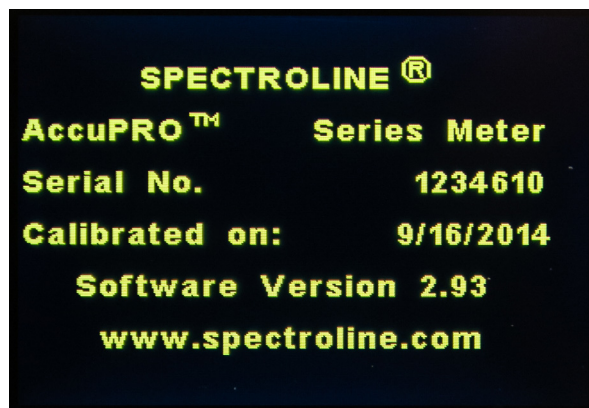 SPECTROLINE®
AccuPRO™ Series Meter
Serial No. 1234610
Calibrated on: 9/16/2014
Software Version 2.93
www.spectroline.com